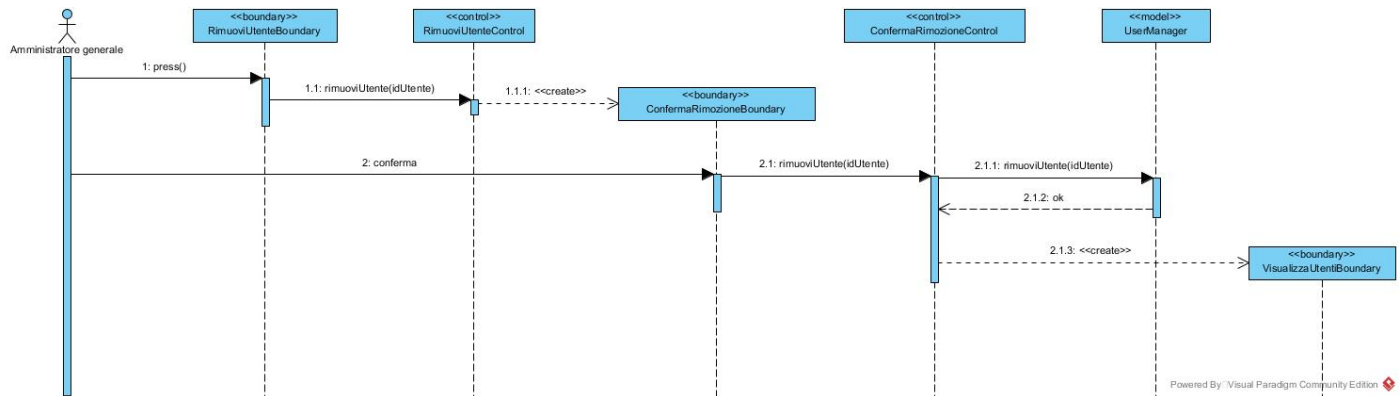 <<boundary>>
RimuoviUtenteBoundary
<<control>>
RimuoviUtenteControl
<<control>>
ConfermaRimozioneControl
<<model>>
UserManager
Amministratore generale
1: press()
1.1: rimuoviUtente(idUtente)
1.1.1: <<create>>
<<boundary>>
ConfermaRimozioneBoundary
2: conferma
2.1: rimuoviUtente(idUtente)
2.1.1: rimuoviUtente(idUtente)
2.1.2: ok
2.1.3: <<create>>
<<boundary>>
VisualizzaUtentiBoundary
Powered By Visual Paradigm Community Edition